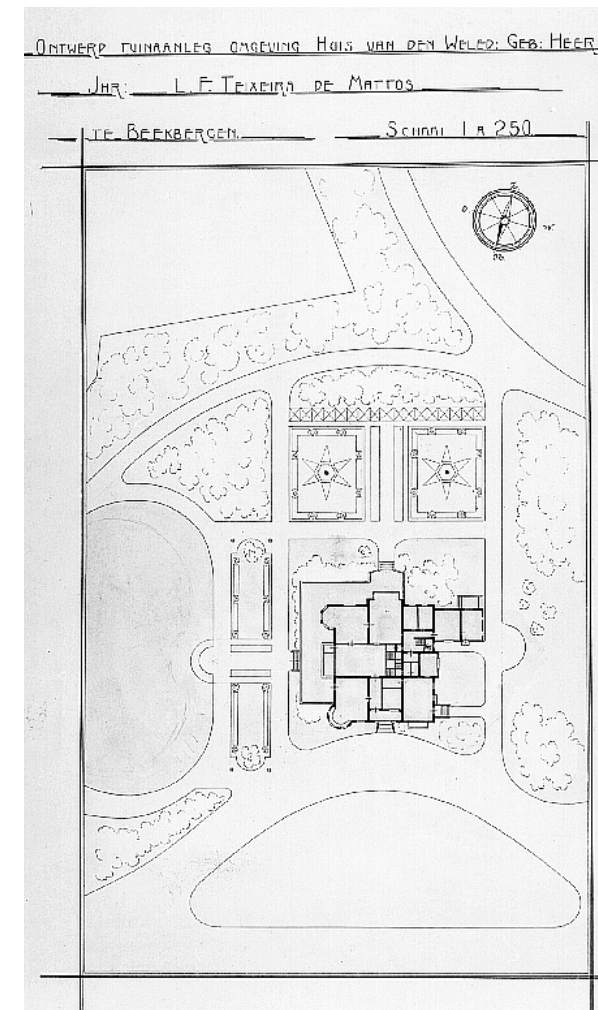 ONTWERP TUINAANLEG OMGEVING HUIS VAN DEN WELED: GEB: HEER
JHR: L. F. TEIXEIRA DE MATTOS
TE BEEKBERGEN. SCHAAL 1 A 250.
Z
O
W.
N.